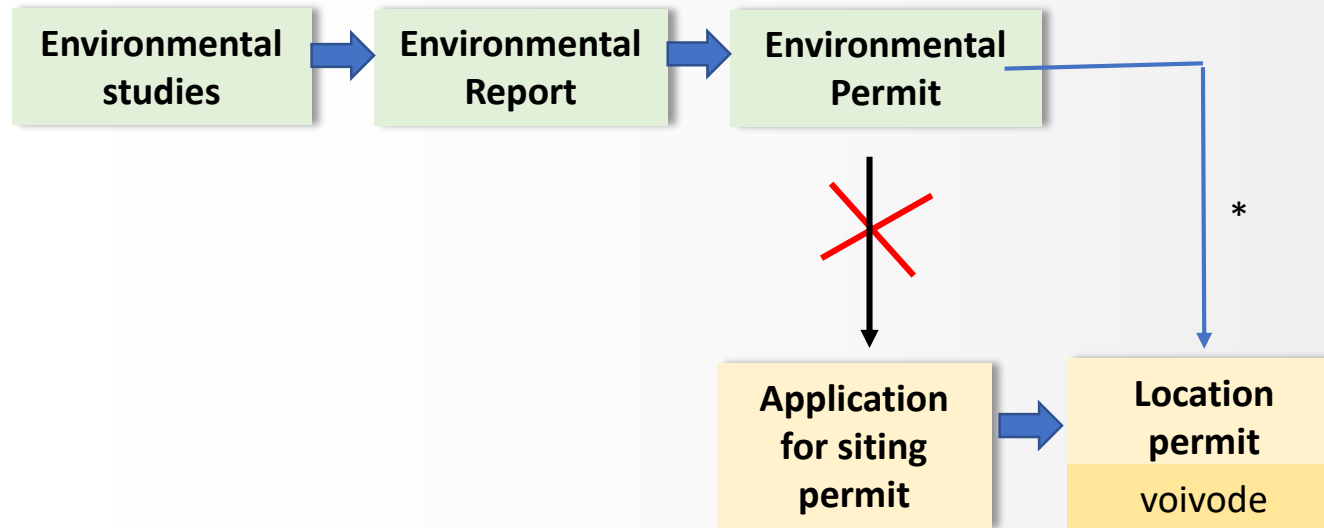 Environmental
studies
Environmental
Report
Environmental
Permit
*
Application
for siting
permit
Location
permit
voivode